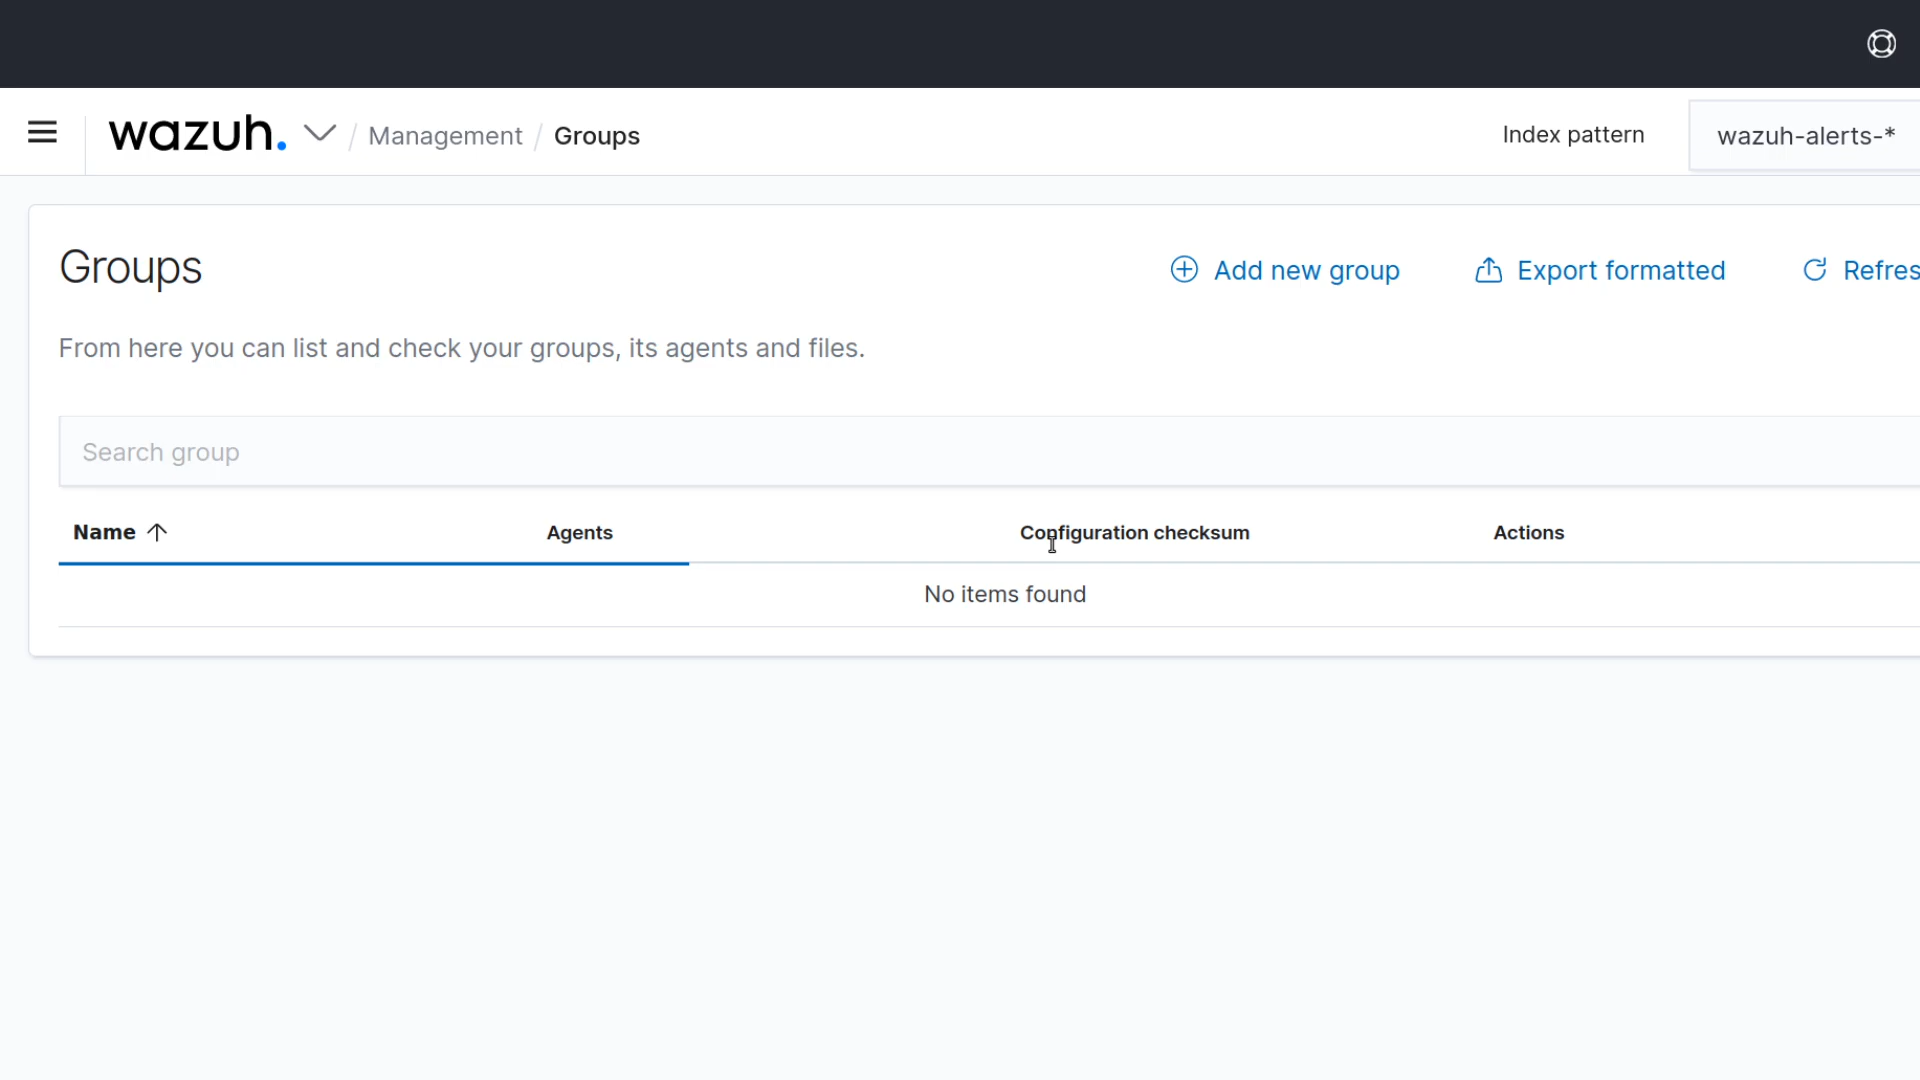 wazuh. / Management / Groups Index pattern wazuh-alerts-*
Groups
Add new group Export formatted Refres
From here you can list and check your groups, its agents and files.
Search group
Name Agents Configuration checksum Actions
No items found